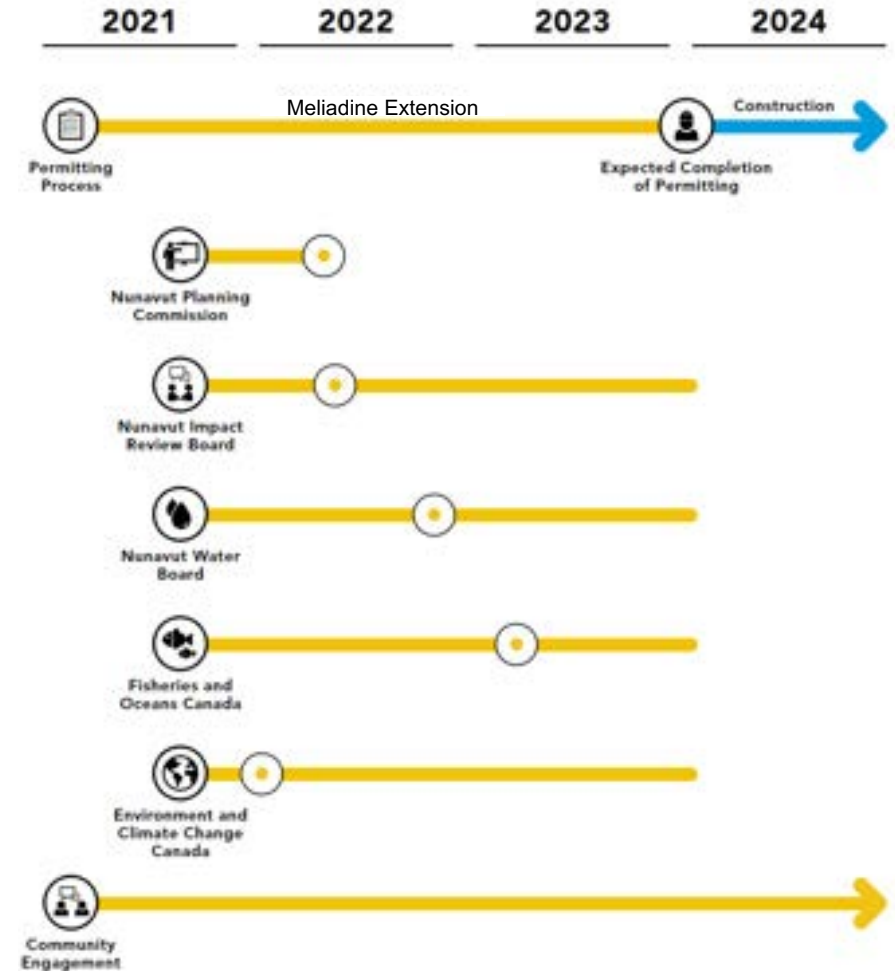 2021 2022 2023 2024
Meliadine Extension
Construction
Permitting
Process
Expected Completion
of Permitting
Nunavut Planning
Commission
Nunavut Impact
Review Board
Nunavut Water
Board
Fisheries and
Oceans Canada
Environment and
Climate Change
Canada
Community
Engagement